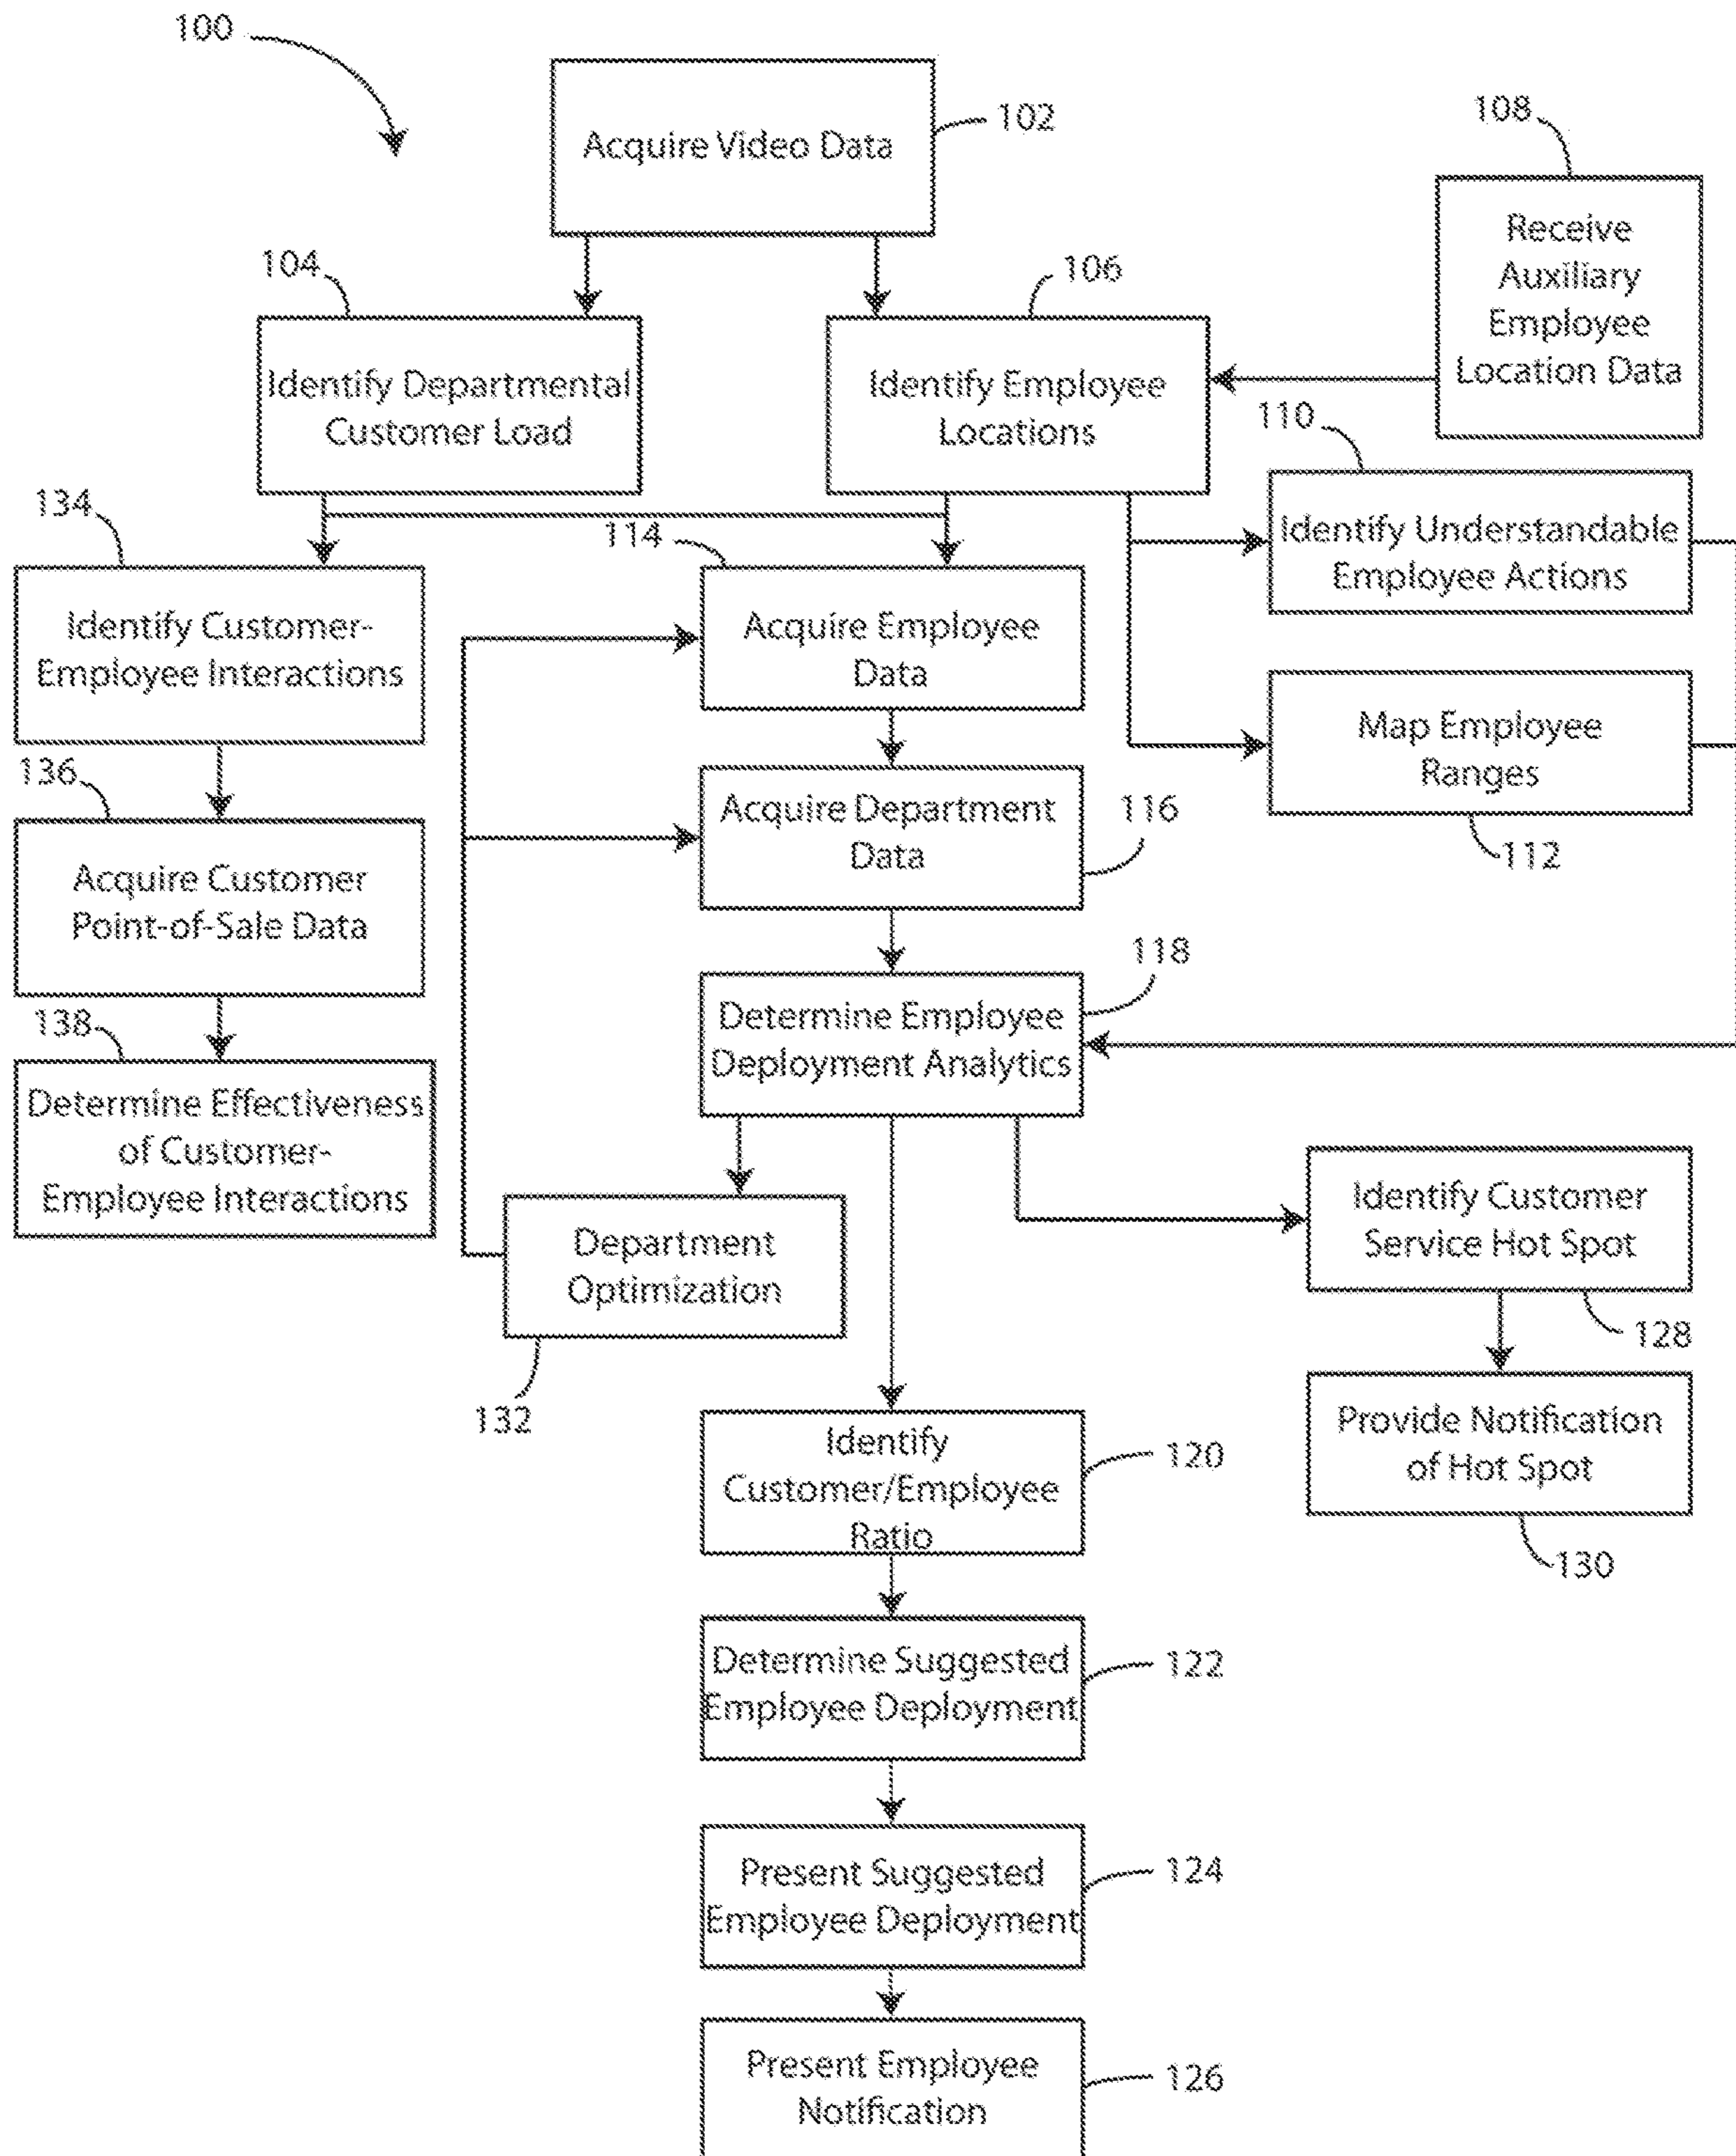 100
Acquire Video Data
102
108
Receive
Auxiliary
Employee
Location Data
104
106
Identify Departmental
Customer Load
Identify Employee
Locations
110
Identify Understandable
Employee Actions
134
114
Identify Customer-
Employee Interactions
Acquire Employee
Data
Map Employee
Ranges
112
136
Acquire Department
Data
116
Acquire Customer
Point-of-Sale Data
118
Determine Employee
Deployment Analytics
138
Determine Effectiveness
of Customer-
Employee Interactions
Department
Optimization
132
Identify Customer
Service Hot Spot
128
Provide Notification
of Hot Spot
130
Identify
Customer/Employee
Ratio
120
Determine Suggested
Employee Deployment
122
Present Suggested
Employee Deployment
124
Present Employee
Notification
126